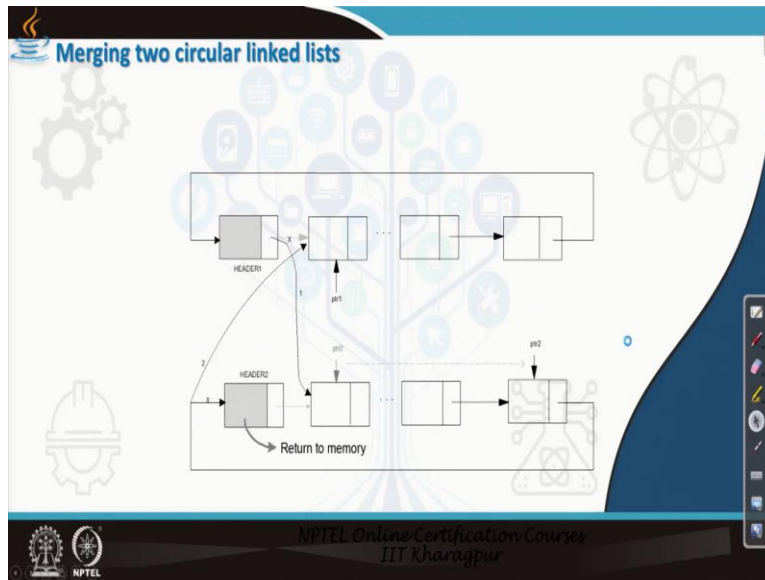 Merging two circular linked lists
x
HEADER1
1
ptr1
ptr2
ptr2
2
HEADER2
x
Return to memory
NPTEL Online Certification Courses
IIT Kharagpur
NPTEL